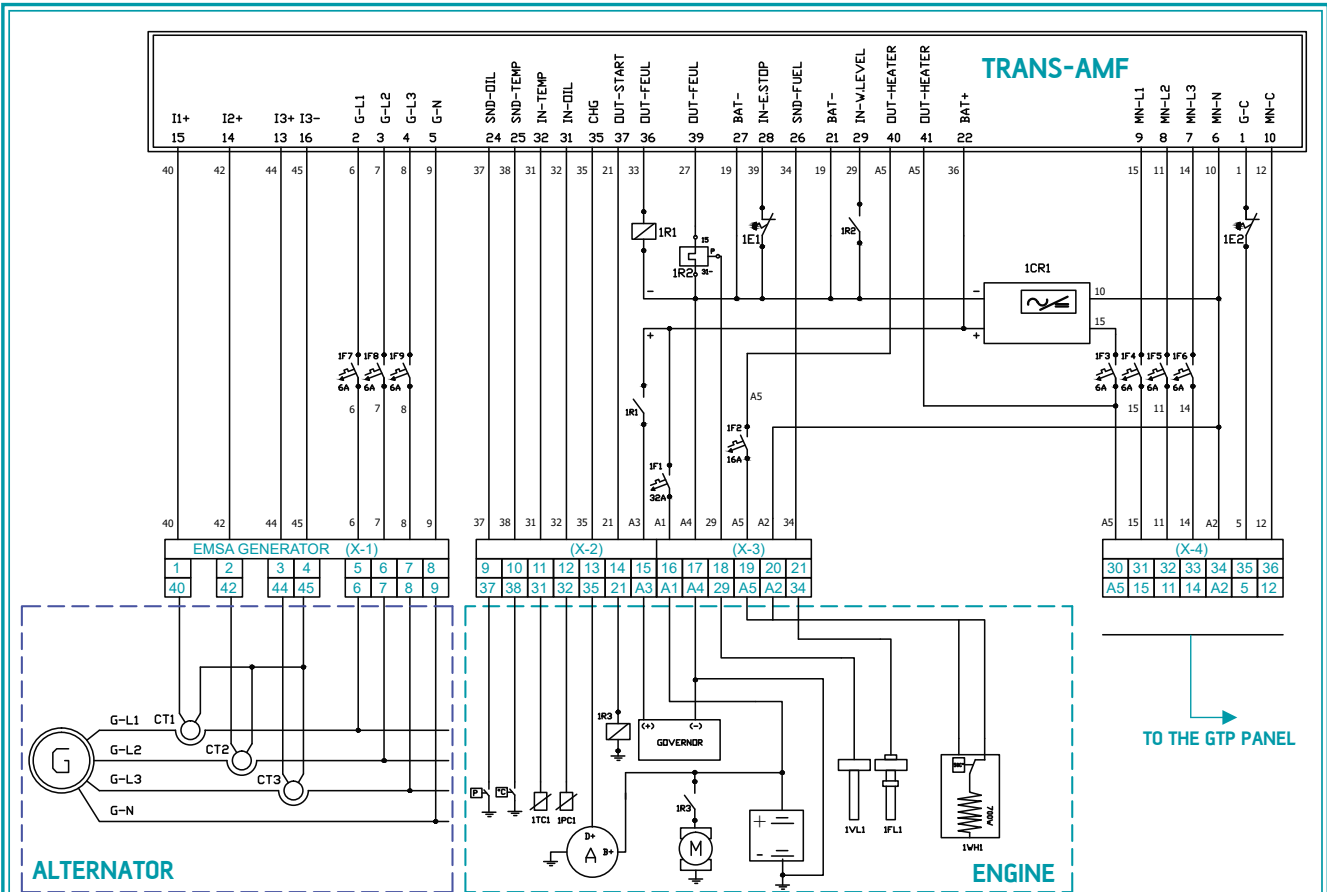 TRANS-AMF
I1+ I2+ I3+ I3- G-L1 G-L2 G-L3 G-N SND-OIL SND-TEMP IN-TEMP IN-OIL CHG OUT-START OUT-FEUL OUT-FEUL BAT- IN-E.STOP SND-FUEL BAT- IN-W.LEVEL OUT-HEATER OUT-HEATER BAT+ MN-L1 MN-L2 MN-L3 MN-N G-C MN-C
15 14 13 16 2 3 4 5 24 25 32 31 35 37 36 39 27 28 26 21 29 40 41 22 9 8 7 6 1 10
40 42 44 45 6 7 8 9 37 38 31 32 35 21 33 27 19 39 34 19 29 A5 A5 36 15 11 14 10 1 12
1R1 15 1E1 1R2 1E2
P
1R2 31-
1CR1
- - 10
+ + 15
1F7 1F8 1F9 1F3 1F4 1F5 1F6
6A 6A 6A 6A 6A 6A 6A
6 7 8 1R1 A5 15 11 14
1F2
16A
1F1
32A
40 42 44 45 6 7 8 9 37 38 31 32 35 21 A3 A1 A4 29 A5 A2 34 A5 15 11 14 A2 5 12
EMSA GENERATOR (X-1) (X-2) (X-3) (X-4)
1 2 3 4 5 6 7 8 9 10 11 12 13 14 15 16 17 18 19 20 21 30 31 32 33 34 35 36
40 42 44 45 6 7 8 9 37 38 31 32 35 21 A3 A1 A4 29 A5 A2 34 A5 15 11 14 A2 5 12
G-L1 CT1
G-L2 CT2
G-L3 CT3
G-N
G
1R3
(+) (-)
GOVERNOR
TO THE GTP PANEL
P °C
1TC1 1PC1
D+
A B+
1R3
M
+
-
1VL1 1FL1
700W
1WH1
ALTERNATOR
ENGINE